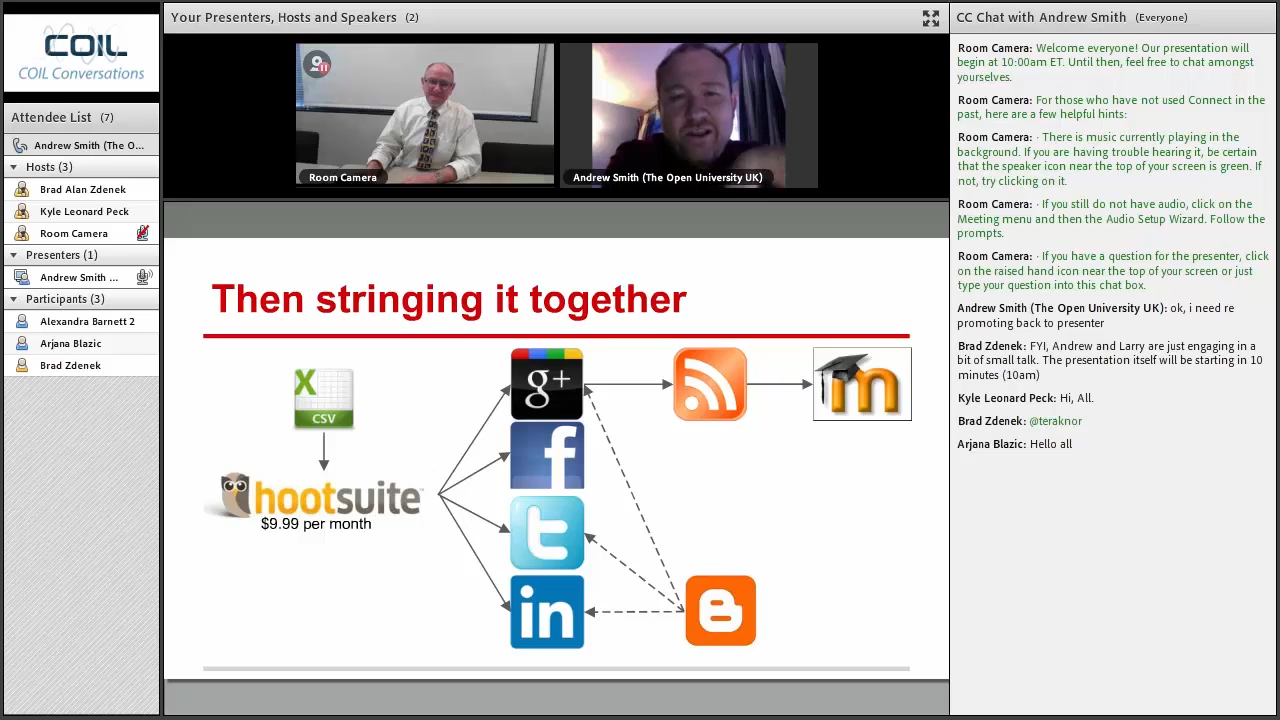 COIL
COIL Conversations
Attendee List (7)
Andrew Smith (The O...
Hosts (3)
Brad Alan Zdenek
Kyle Leonard Peck
Room Camera
Presenters (1)
Andrew Smith ...
Participants (3)
Alexandra Barnett 2
Arjana Blazic
Brad Zdenek
Your Presenters, Hosts and Speakers (2)
Room Camera
Andrew Smith (The Open University UK)
Then stringing it together
X
CSV
hootsuite
$9.99 per month
g+
f
t
in
B
m
CC Chat with Andrew Smith (Everyone)
Room Camera: Welcome everyone! Our presentation will
begin at 10:00am ET. Until then, feel free to chat amongst
yourselves.
Room Camera: For those who have not used Connect in the
past, here are a few helpful hints:
Room Camera: · There is music currently playing in the
background. If you are having trouble hearing it, be certain
that the speaker icon near the top of your screen is green. If
not, try clicking on it.
Room Camera: · If you still do not have audio, click on the
Meeting menu and then the Audio Setup Wizard. Follow the
prompts.
Room Camera: · If you have a question for the presenter, click
on the raised hand icon near the top of your screen or just
type your question into this chat box.
Andrew Smith (The Open University UK): ok, i need re
promoting back to presenter
Brad Zdenek: FYI, Andrew and Larry are just engaging in a
bit of small talk. The presentation itself will be starting in 10
minutes (10am)
Kyle Leonard Peck: Hi, All.
Brad Zdenek: @teraknor
Arjana Blazic: Hello all